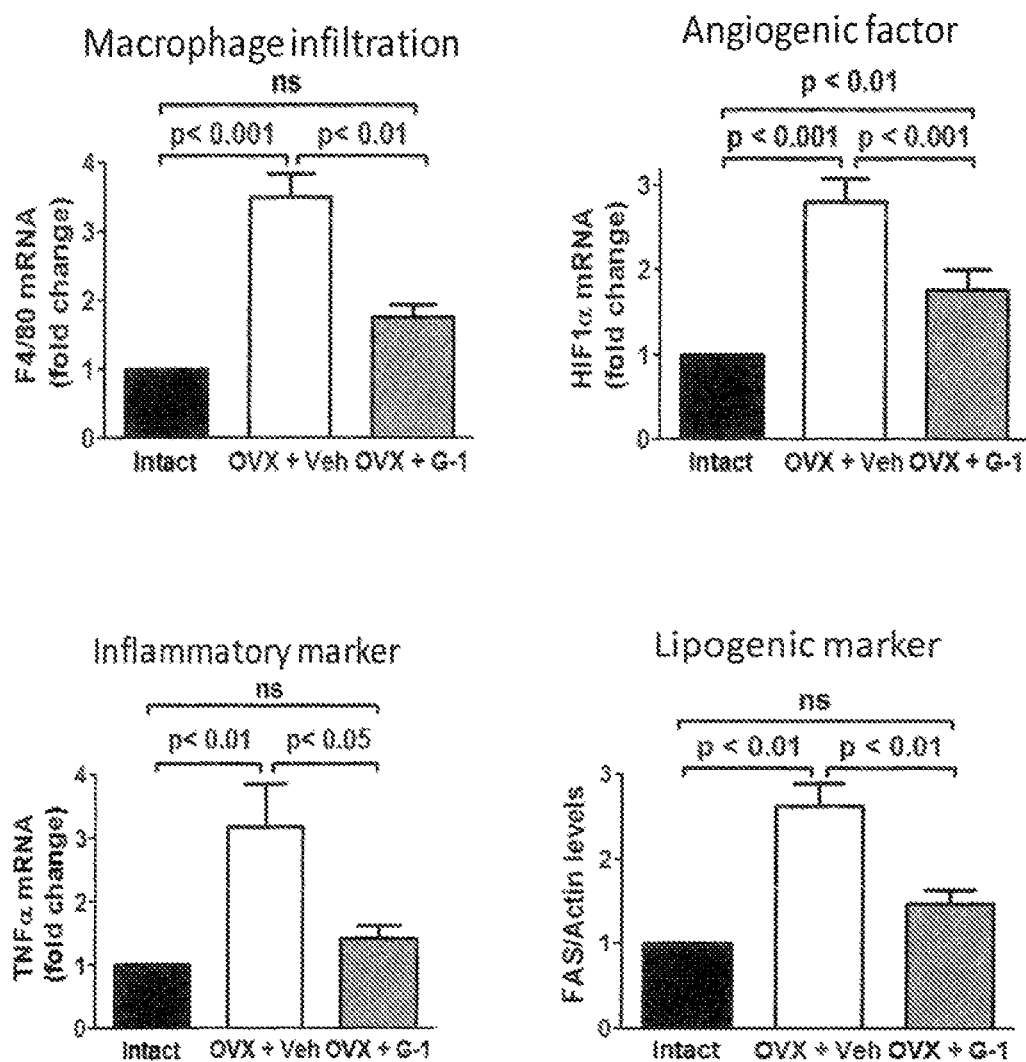 Macrophage infiltration
ns
p< 0.001 p< 0.01
4
3
2
1
0
F4/80 mRNA
(fold change)
Intact OVX + Veh OVX + G-1
Angiogenic factor
p < 0.01
p < 0.001 p < 0.001
3
2
1
0
HIF1α mRNA
(fold change)
Intact OVX + Veh OVX + G-1
Inflammatory marker
ns
p< 0.01 p< 0.05
4
3
2
1
0
TNFα mRNA
(fold change)
Intact OVX + Veh OVX + G-1
Lipogenic marker
ns
p < 0.01 p < 0.01
3
2
1
0
FAS/Actin levels
Intact OVX + Veh OVX + G-1